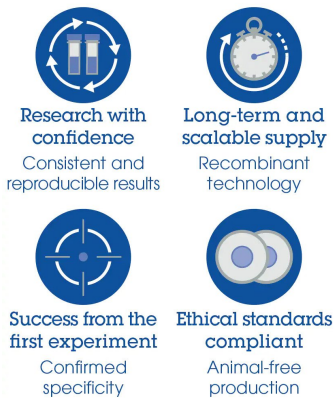 Research with
confidence
Consistent and
reproducible results
Long-term and
scalable supply
Recombinant
technology
Success from the
first experiment
Confirmed
specificity
Ethical standards
compliant
Animal-free
production